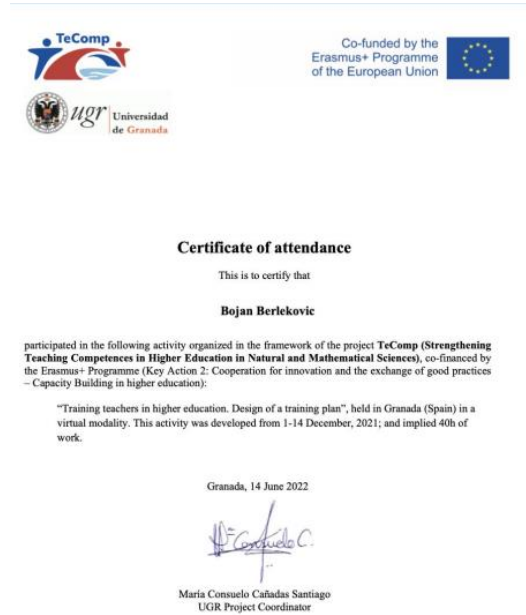 TeComp
Co-funded by the
Erasmus+ Programme
of the European Union
ugr Universidad
de Granada
Certificate of attendance
This is to certify that
Bojan Berlekovic
participated in the following activity organized in the framework of the project TeComp (Strengthening
Teaching Competences in Higher Education in Natural and Mathematical Sciences), co-financed by
the Erasmus+ Programme (Key Action 2: Cooperation for innovation and the exchange of good practices
– Capacity Building in higher education):
“Training teachers in higher education. Design of a training plan”, held in Granada (Spain) in a
virtual modality. This activity was developed from 1-14 December, 2021; and implied 40h of
work.
Granada, 14 June 2022
Mª Consuelo C.
María Consuelo Cañadas Santiago
UGR Project Coordinator